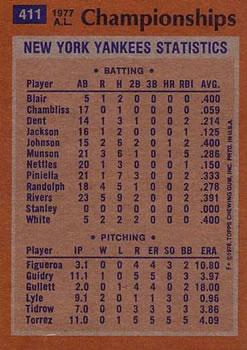 411
1977 A.L. Championships
NEW YORK YANKEES STATISTICS
• BATTING •
Player AB R H 2B 3B HR RBI AVG.
Blair 5 1 2 0 0 0 0 .400
Chambliss 17 0 1 0 0 0 0 .059
Dent 14 1 3 1 0 0 2 .214
Jackson 16 1 2 0 0 0 1 .125
Johnson 15 2 6 2 0 0 2 .400
Munson 21 3 6 1 0 1 5 .286
Nettles 20 1 3 0 0 0 1 .150
Piniella 21 1 7 3 0 0 2 .333
Randolph 18 4 5 1 0 0 2 .278
Rivers 23 5 9 2 0 0 2 .391
Stanley 0 0 0 0 0 0 0 .000
White 5 2 2 2 0 0 0 .400
• PITCHING •
Player IP W L R ER SO BB ERA
Figueroa 3.1 0 0 4 4 3 2 10.80
Guidry 11.1 1 0 5 5 8 3 3.97
Gullett 2.0 0 1 4 4 0 2 18.00
Lyle 9.1 2 0 1 1 3 0 0.96
Tidrow 7.0 0 0 3 3 3 3 3.86
Torrez 11.0 0 1 5 5 5 5 4.09
© 1978, TOPPS CHEWING GUM, INC. PRTD. IN U.S.A.